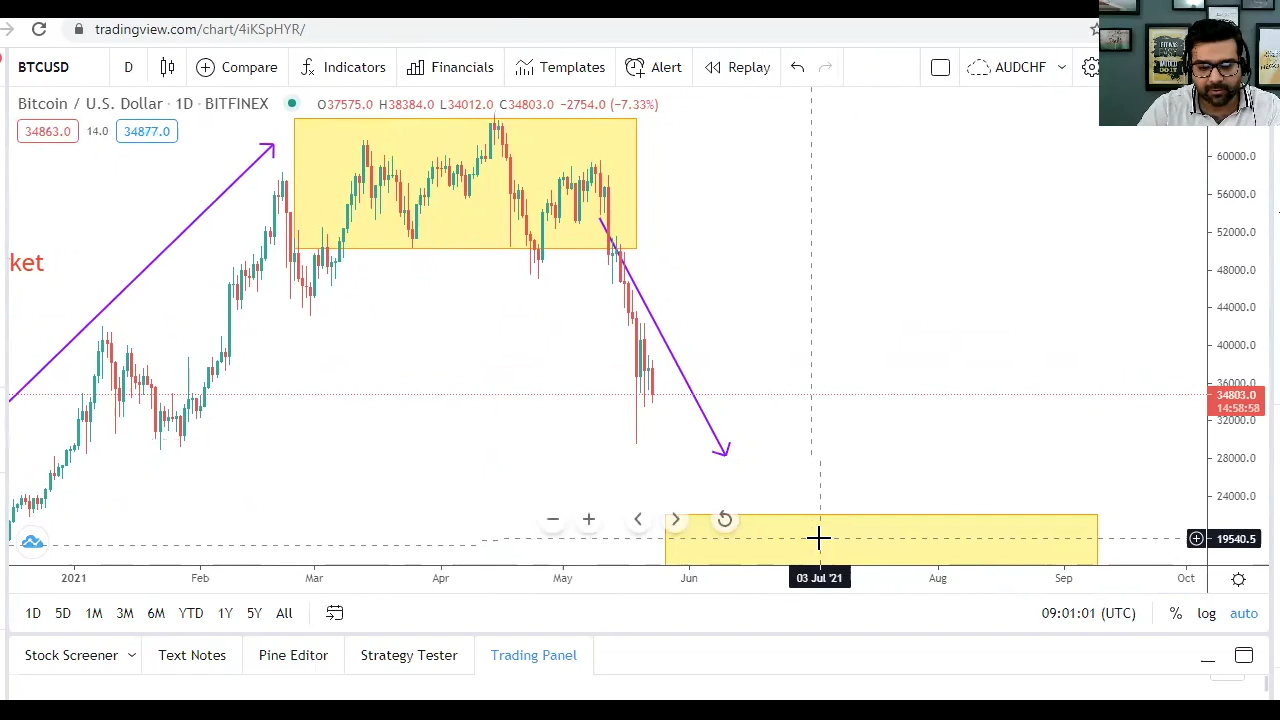 tradingview.com/chart/4iKSpHYR/
BTCUSD D Compare Indicators Templates Alert Replay AUDCHF
Bitcoin / U.S. Dollar · 1D · BITFINEX O37575.0 H38384.0 L34012.0 C34803.0 −2754.0 (−7.33%)
34863.0 14.0 34877.0
60000.0
56000.0
52000.0
ket
48000.0
44000.0
40000.0
36000.0
34803.0
14:58:58
32000.0
28000.0
24000.0
19540.5
2021 Feb Mar Apr May Jun 03 Jul '21 Aug Sep Oct
1D 5D 1M 3M 6M YTD 1Y 5Y All 09:01:01 (UTC) % log auto
Stock Screener Text Notes Pine Editor Strategy Tester Trading Panel